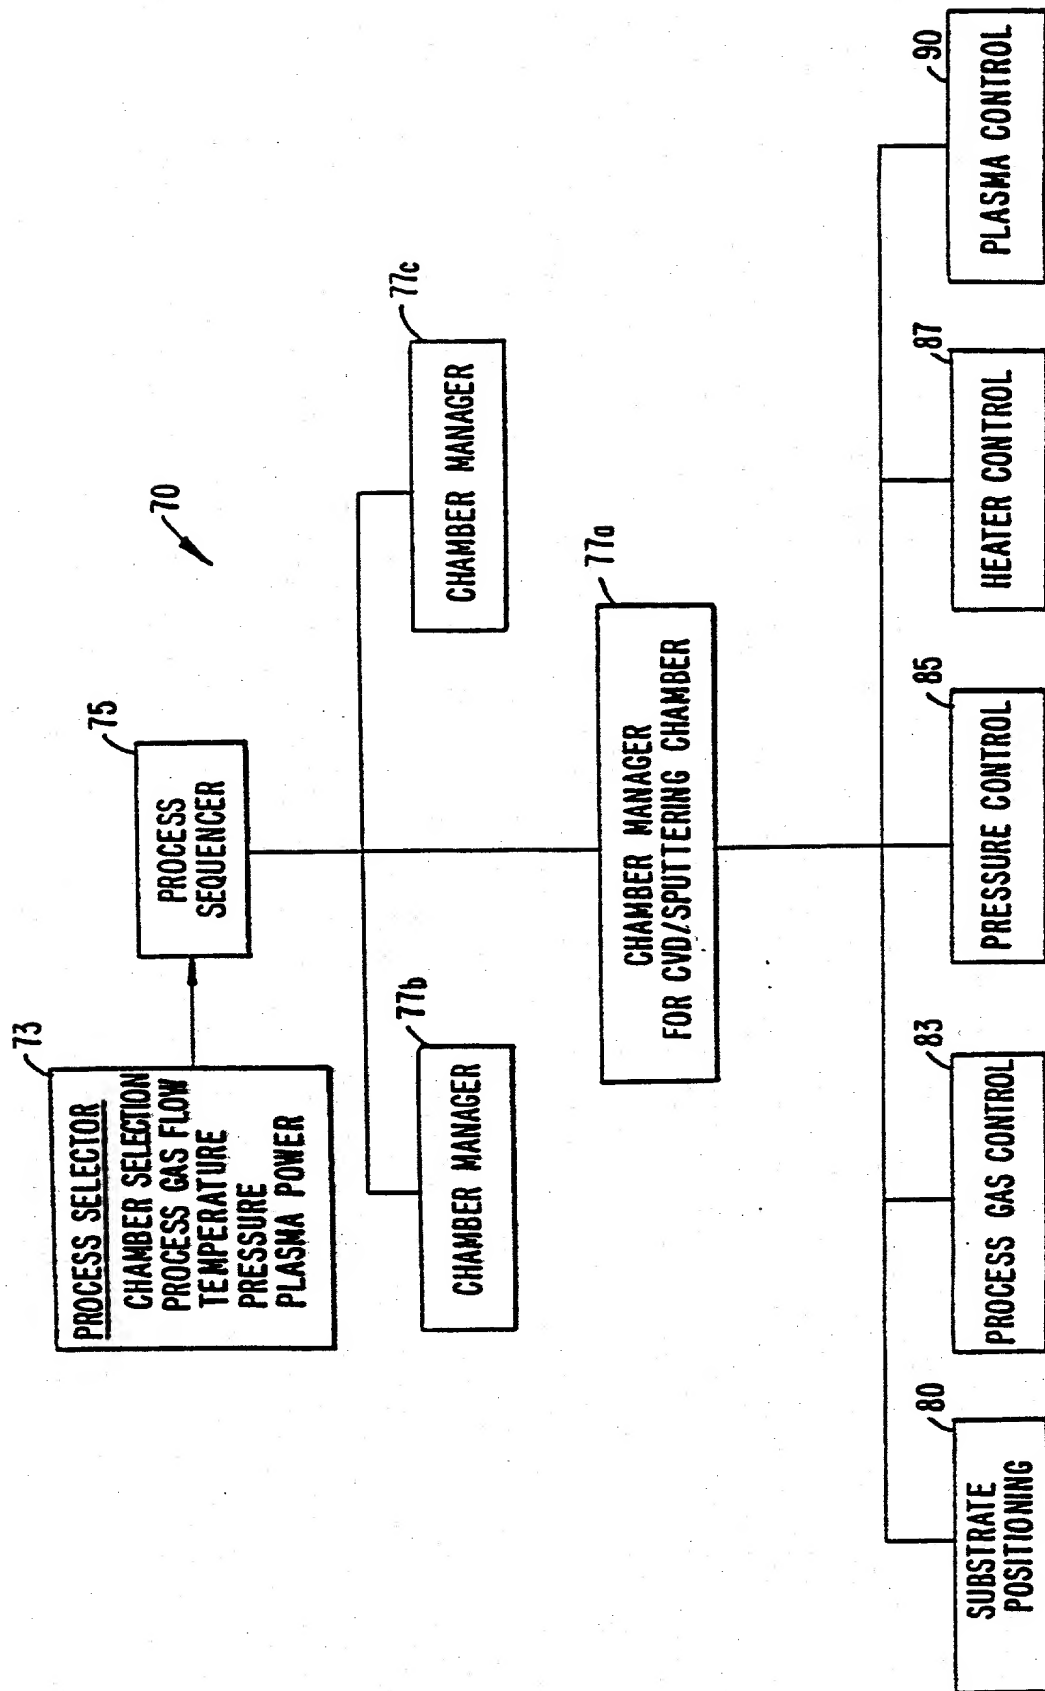 70
73
PROCESS SELECTOR
CHAMBER SELECTION
PROCESS GAS FLOW
TEMPERATURE
PRESSURE
PLASMA POWER
75
PROCESS
SEQUENCER
77b
CHAMBER MANAGER
77c
CHAMBER MANAGER
77a
CHAMBER MANAGER
FOR CVD/SPUTTERING CHAMBER
80
SUBSTRATE
POSITIONING
83
PROCESS GAS CONTROL
85
PRESSURE CONTROL
87
HEATER CONTROL
90
PLASMA CONTROL